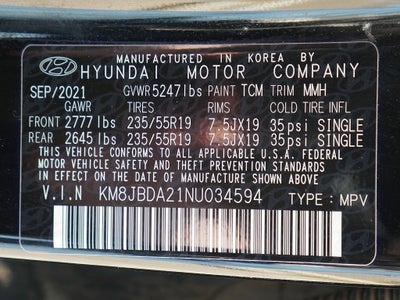 MANUFACTURED IN KOREA BY
HYUNDAI MOTOR COMPANY
SEP/2021 GVWR 5247 lbs PAINT TCM TRIM MMH
GAWR TIRES RIMS COLD TIRE INFL
FRONT 2777 lbs 235/55R19 7.5JX19 35psi SINGLE
REAR 2645 lbs 235/55R19 7.5JX19 35psi SINGLE
THIS VEHICLE CONFORMS TO ALL APPLICABLE U.S.A. FEDERAL
MOTOR VEHICLE SAFETY, BUMPER, AND THEFT PREVENTION STANDARDS
IN EFFECT ON THE DATE OF MANUFACTURE SHOWN ABOVE.
V.I.N KM8JBDA21NU034594 TYPE: MPV